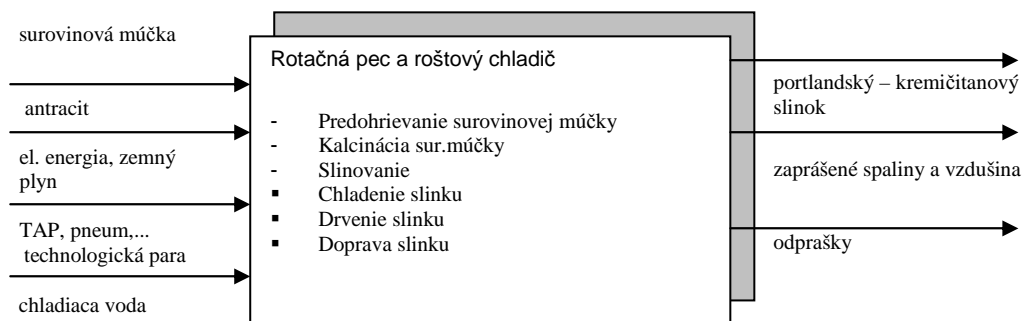 surovinová múčka
antracit
el. energia, zemný
plyn
TAP, pneum,...
technologická para
chladiaca voda
Rotačná pec a roštový chladič
- Predohrievanie surovinovej múčky
- Kalcinácia sur.múčky
- Slinovanie
▪ Chladenie slinku
▪ Drvenie slinku
▪ Doprava slinku
portlandský – kremičitanový
slinok
zaprášené spaliny a vzdušina
odprašky